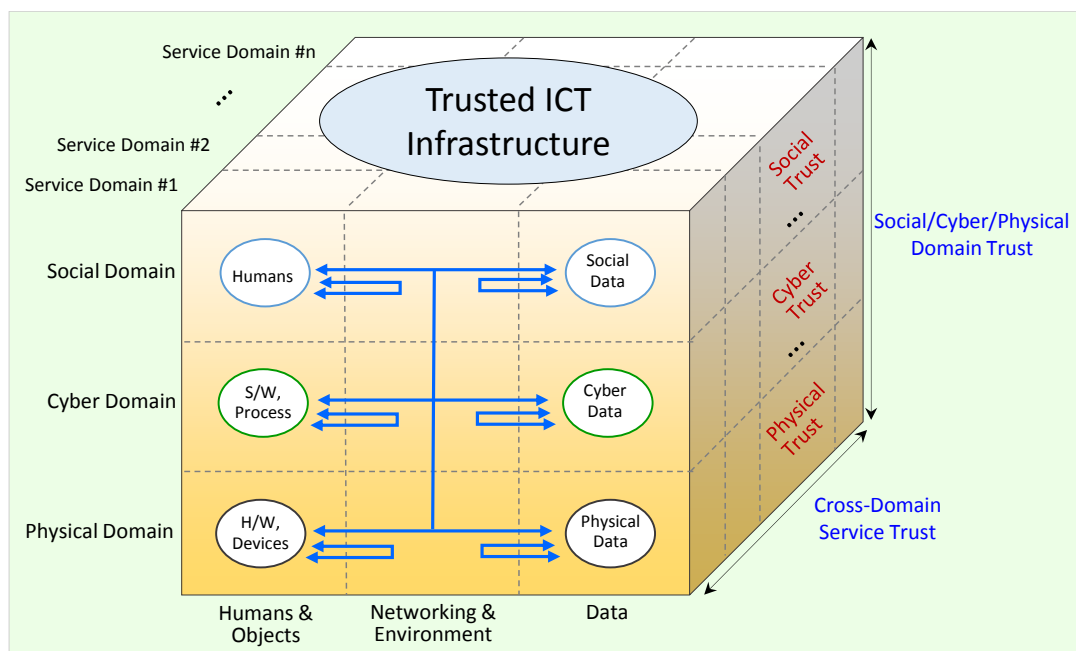 Service Domain #n
...
Service Domain #2
Service Domain #1
Trusted ICT
Infrastructure
Social
Trust
...
Cyber
Trust
...
Physical
Trust
Social/Cyber/Physical
Domain Trust
Cross-Domain
Service Trust
Social Domain
Humans
Social
Data
Cyber Domain
S/W,
Process
Cyber
Data
Physical Domain
H/W,
Devices
Physical
Data
Humans &
Objects
Networking &
Environment
Data